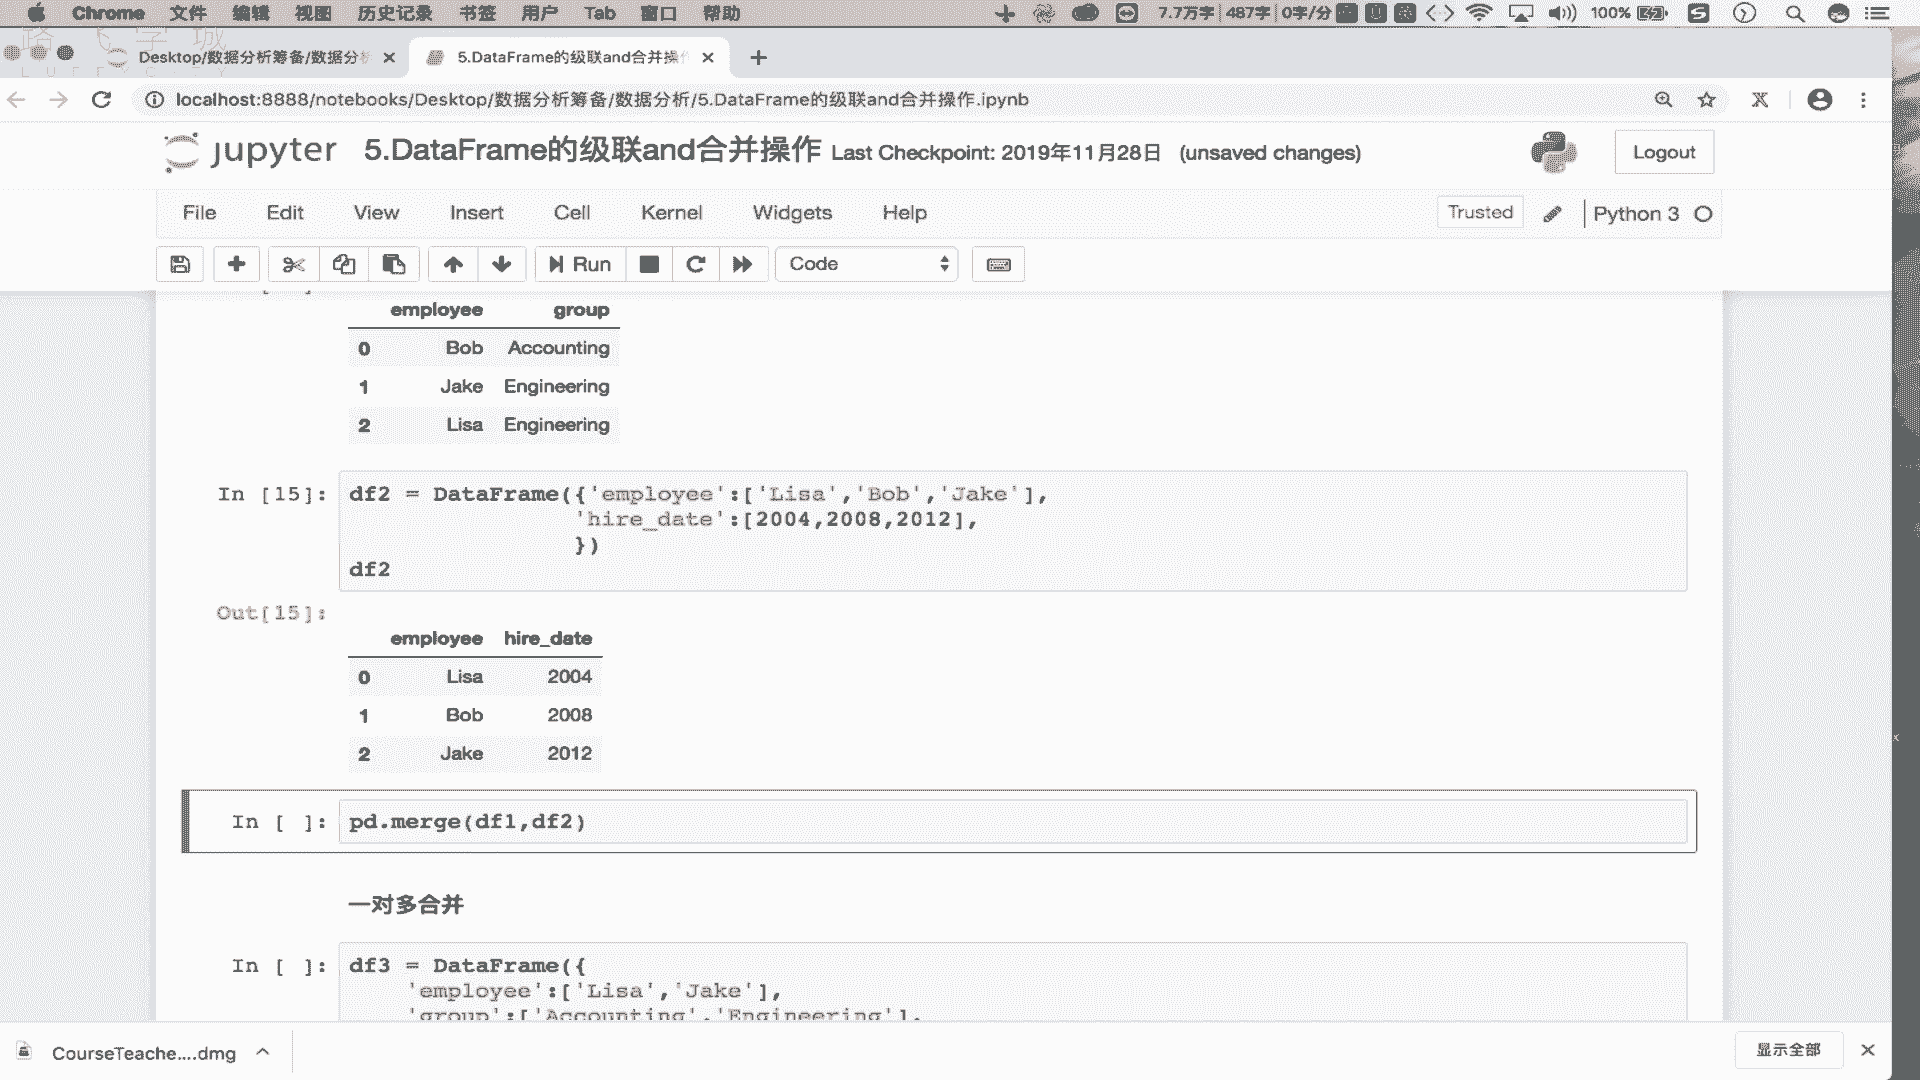 Chrome 文件 编辑 视图 历史记录 书签 用户 Tab 窗口 帮助 7.7万字 487字 0字/分 100%
Desktop/数据分析筹备/数据分析
5.DataFrame的级联and合并操作
localhost:8888/notebooks/Desktop/数据分析筹备/数据分析/5.DataFrame的级联and合并操作.ipynb
jupyter 5.DataFrame的级联and合并操作 Last Checkpoint: 2019年11月28日 (unsaved changes) Logout
File Edit View Insert Cell Kernel Widgets Help Trusted Python 3
Run Code
employee group
0 Bob Accounting
1 Jake Engineering
2 Lisa Engineering
In [15]: df2 = DataFrame({'employee':['Lisa','Bob','Jake'],
'hire_date':[2004,2008,2012],
})
df2
Out[15]:
employee hire_date
0 Lisa 2004
1 Bob 2008
2 Jake 2012
In [ ]: pd.merge(df1,df2)
一对多合并
In [ ]: df3 = DataFrame({
'employee':['Lisa','Jake'],
'group':['Accounting','Engineering'],
CourseTeache....dmg 显示全部